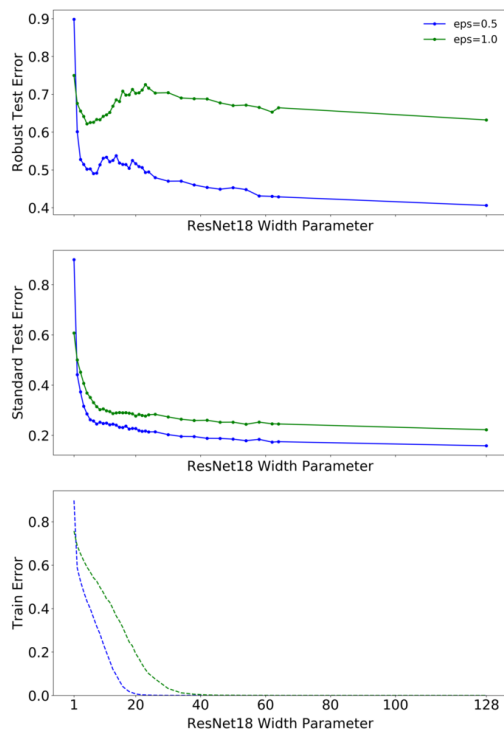 0.9
0.8
0.7
0.6
0.5
0.4
Robust Test Error
eps=0.5
eps=1.0
ResNet18 Width Parameter
0.8
0.6
0.4
0.2
Standard Test Error
ResNet18 Width Parameter
0.8
0.6
0.4
0.2
0.0
Train Error
1 20 40 60 80 100 128
ResNet18 Width Parameter